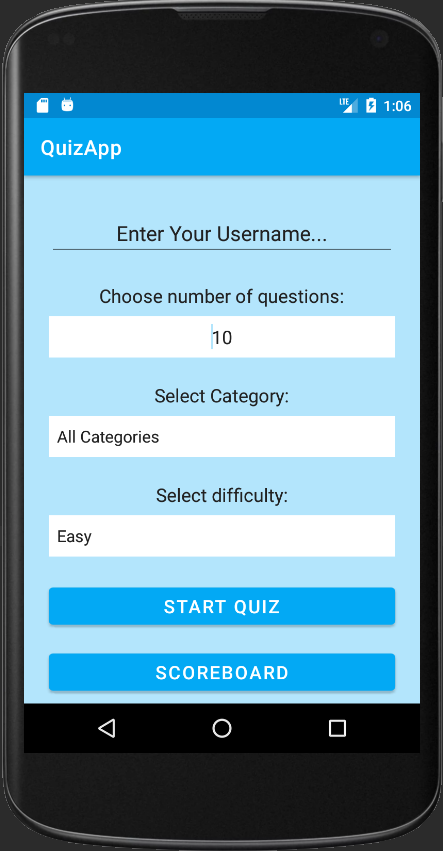 LTE 1:06
QuizApp
Enter Your Username...
Choose number of questions:
10
Select Category:
All Categories
Select difficulty:
Easy
START QUIZ
SCOREBOARD